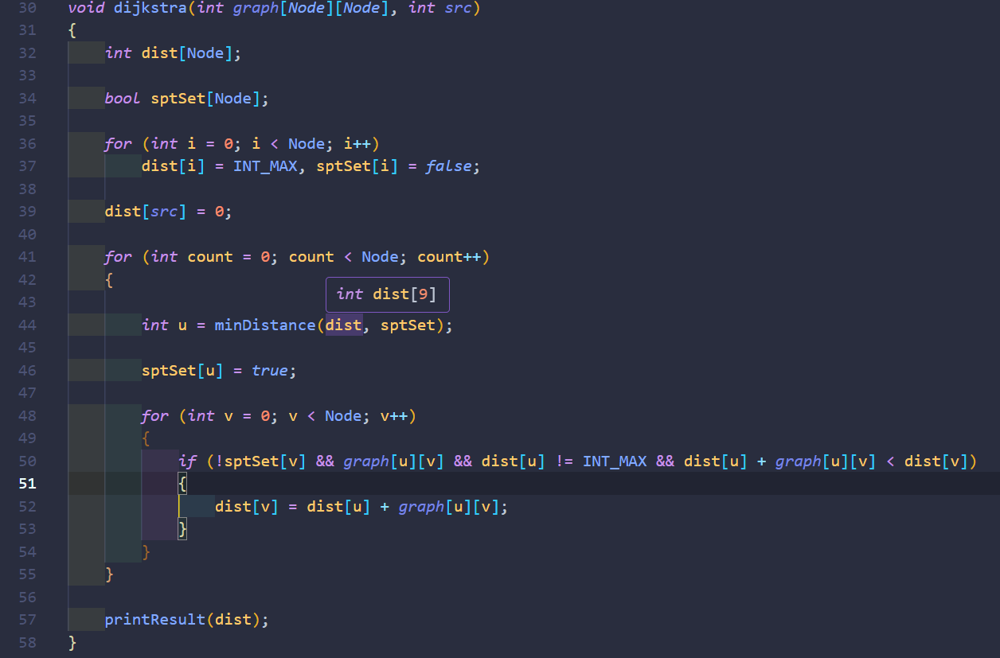 30 void dijkstra(int graph[Node][Node], int src)
31 {
32     int dist[Node];
33
34     bool sptSet[Node];
35
36     for (int i = 0; i < Node; i++)
37         dist[i] = INT_MAX, sptSet[i] = false;
38
39     dist[src] = 0;
40
41     for (int count = 0; count < Node; count++)
42     {
int dist[9]
43
44         int u = minDistance(dist, sptSet);
45
46         sptSet[u] = true;
47
48         for (int v = 0; v < Node; v++)
49         {
50             if (!sptSet[v] && graph[u][v] && dist[u] != INT_MAX && dist[u] + graph[u][v] < dist[v])
51             {
52                 dist[v] = dist[u] + graph[u][v];
53             }
54         }
55     }
56
57     printResult(dist);
58 }